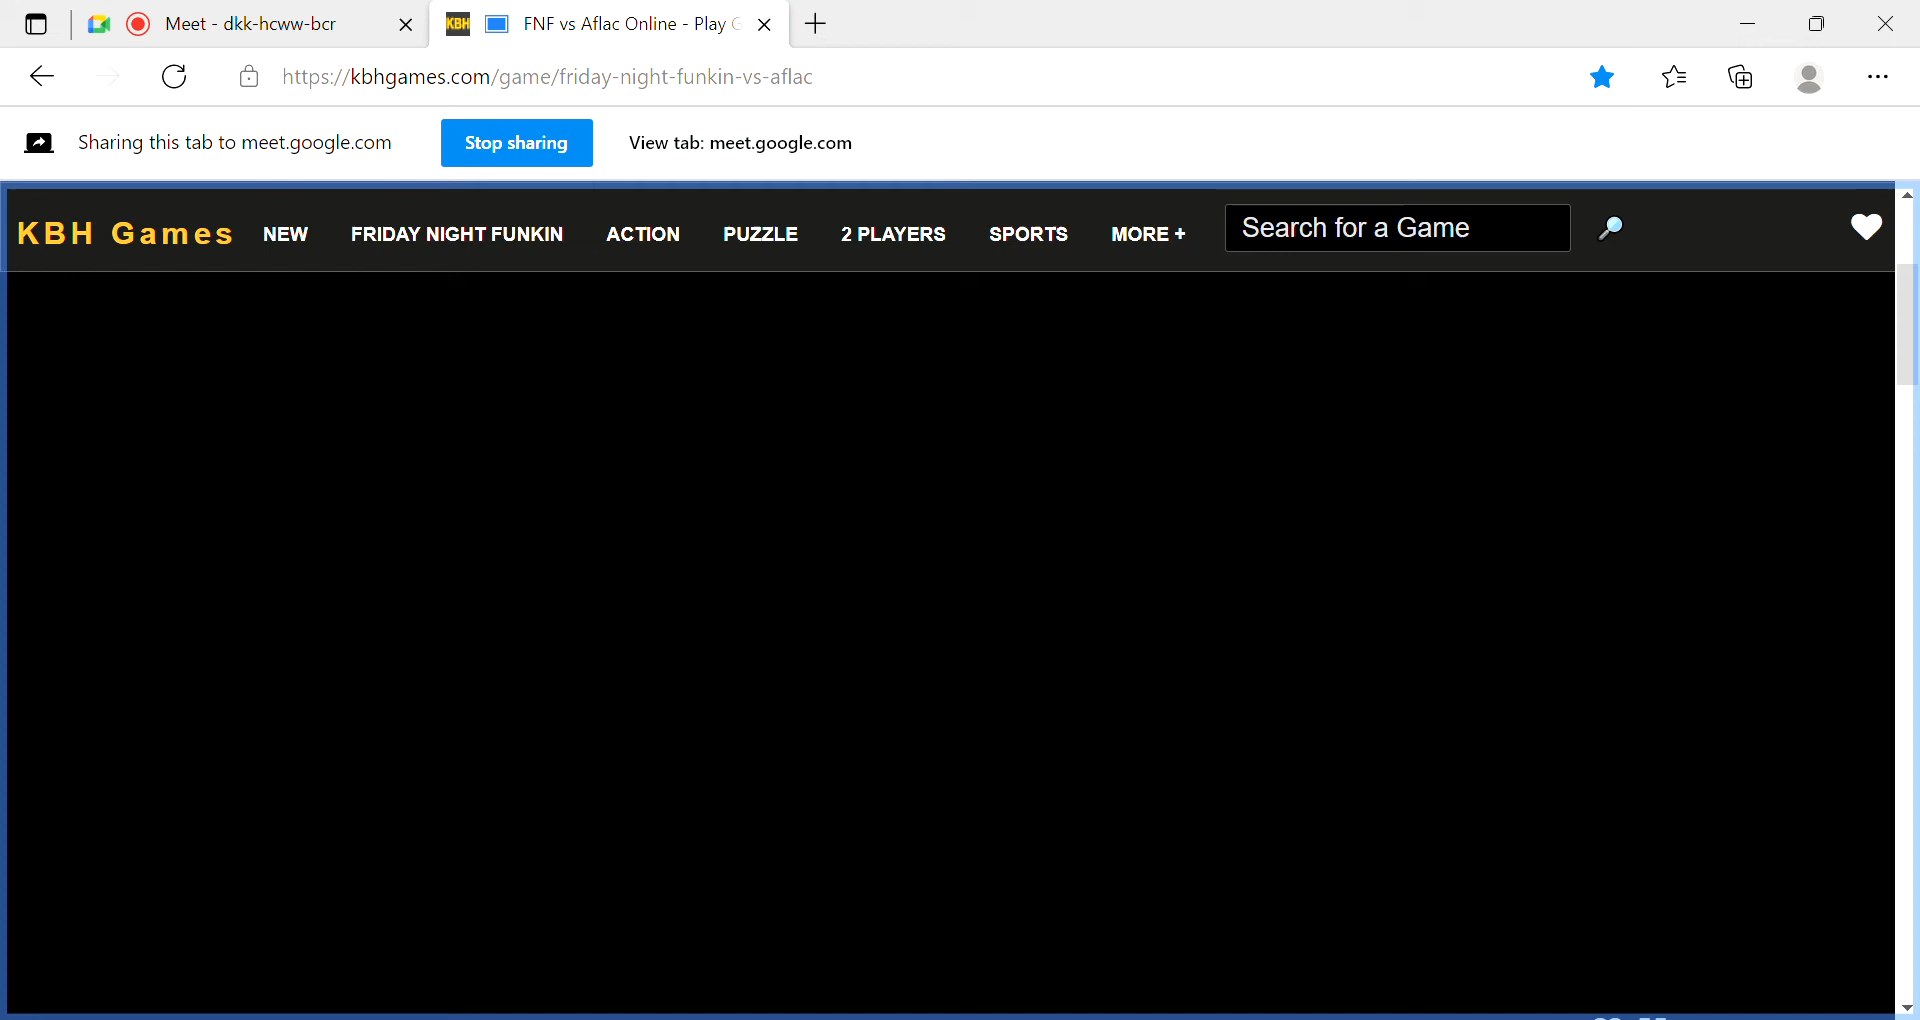 Meet - dkk-hcww-bcr
KBH FNF vs Aflac Online - Play
https://kbhgames.com/game/friday-night-funkin-vs-aflac
Sharing this tab to meet.google.com Stop sharing View tab: meet.google.com
KBH Games NEW FRIDAY NIGHT FUNKIN ACTION PUZZLE 2 PLAYERS SPORTS MORE + Search for a Game